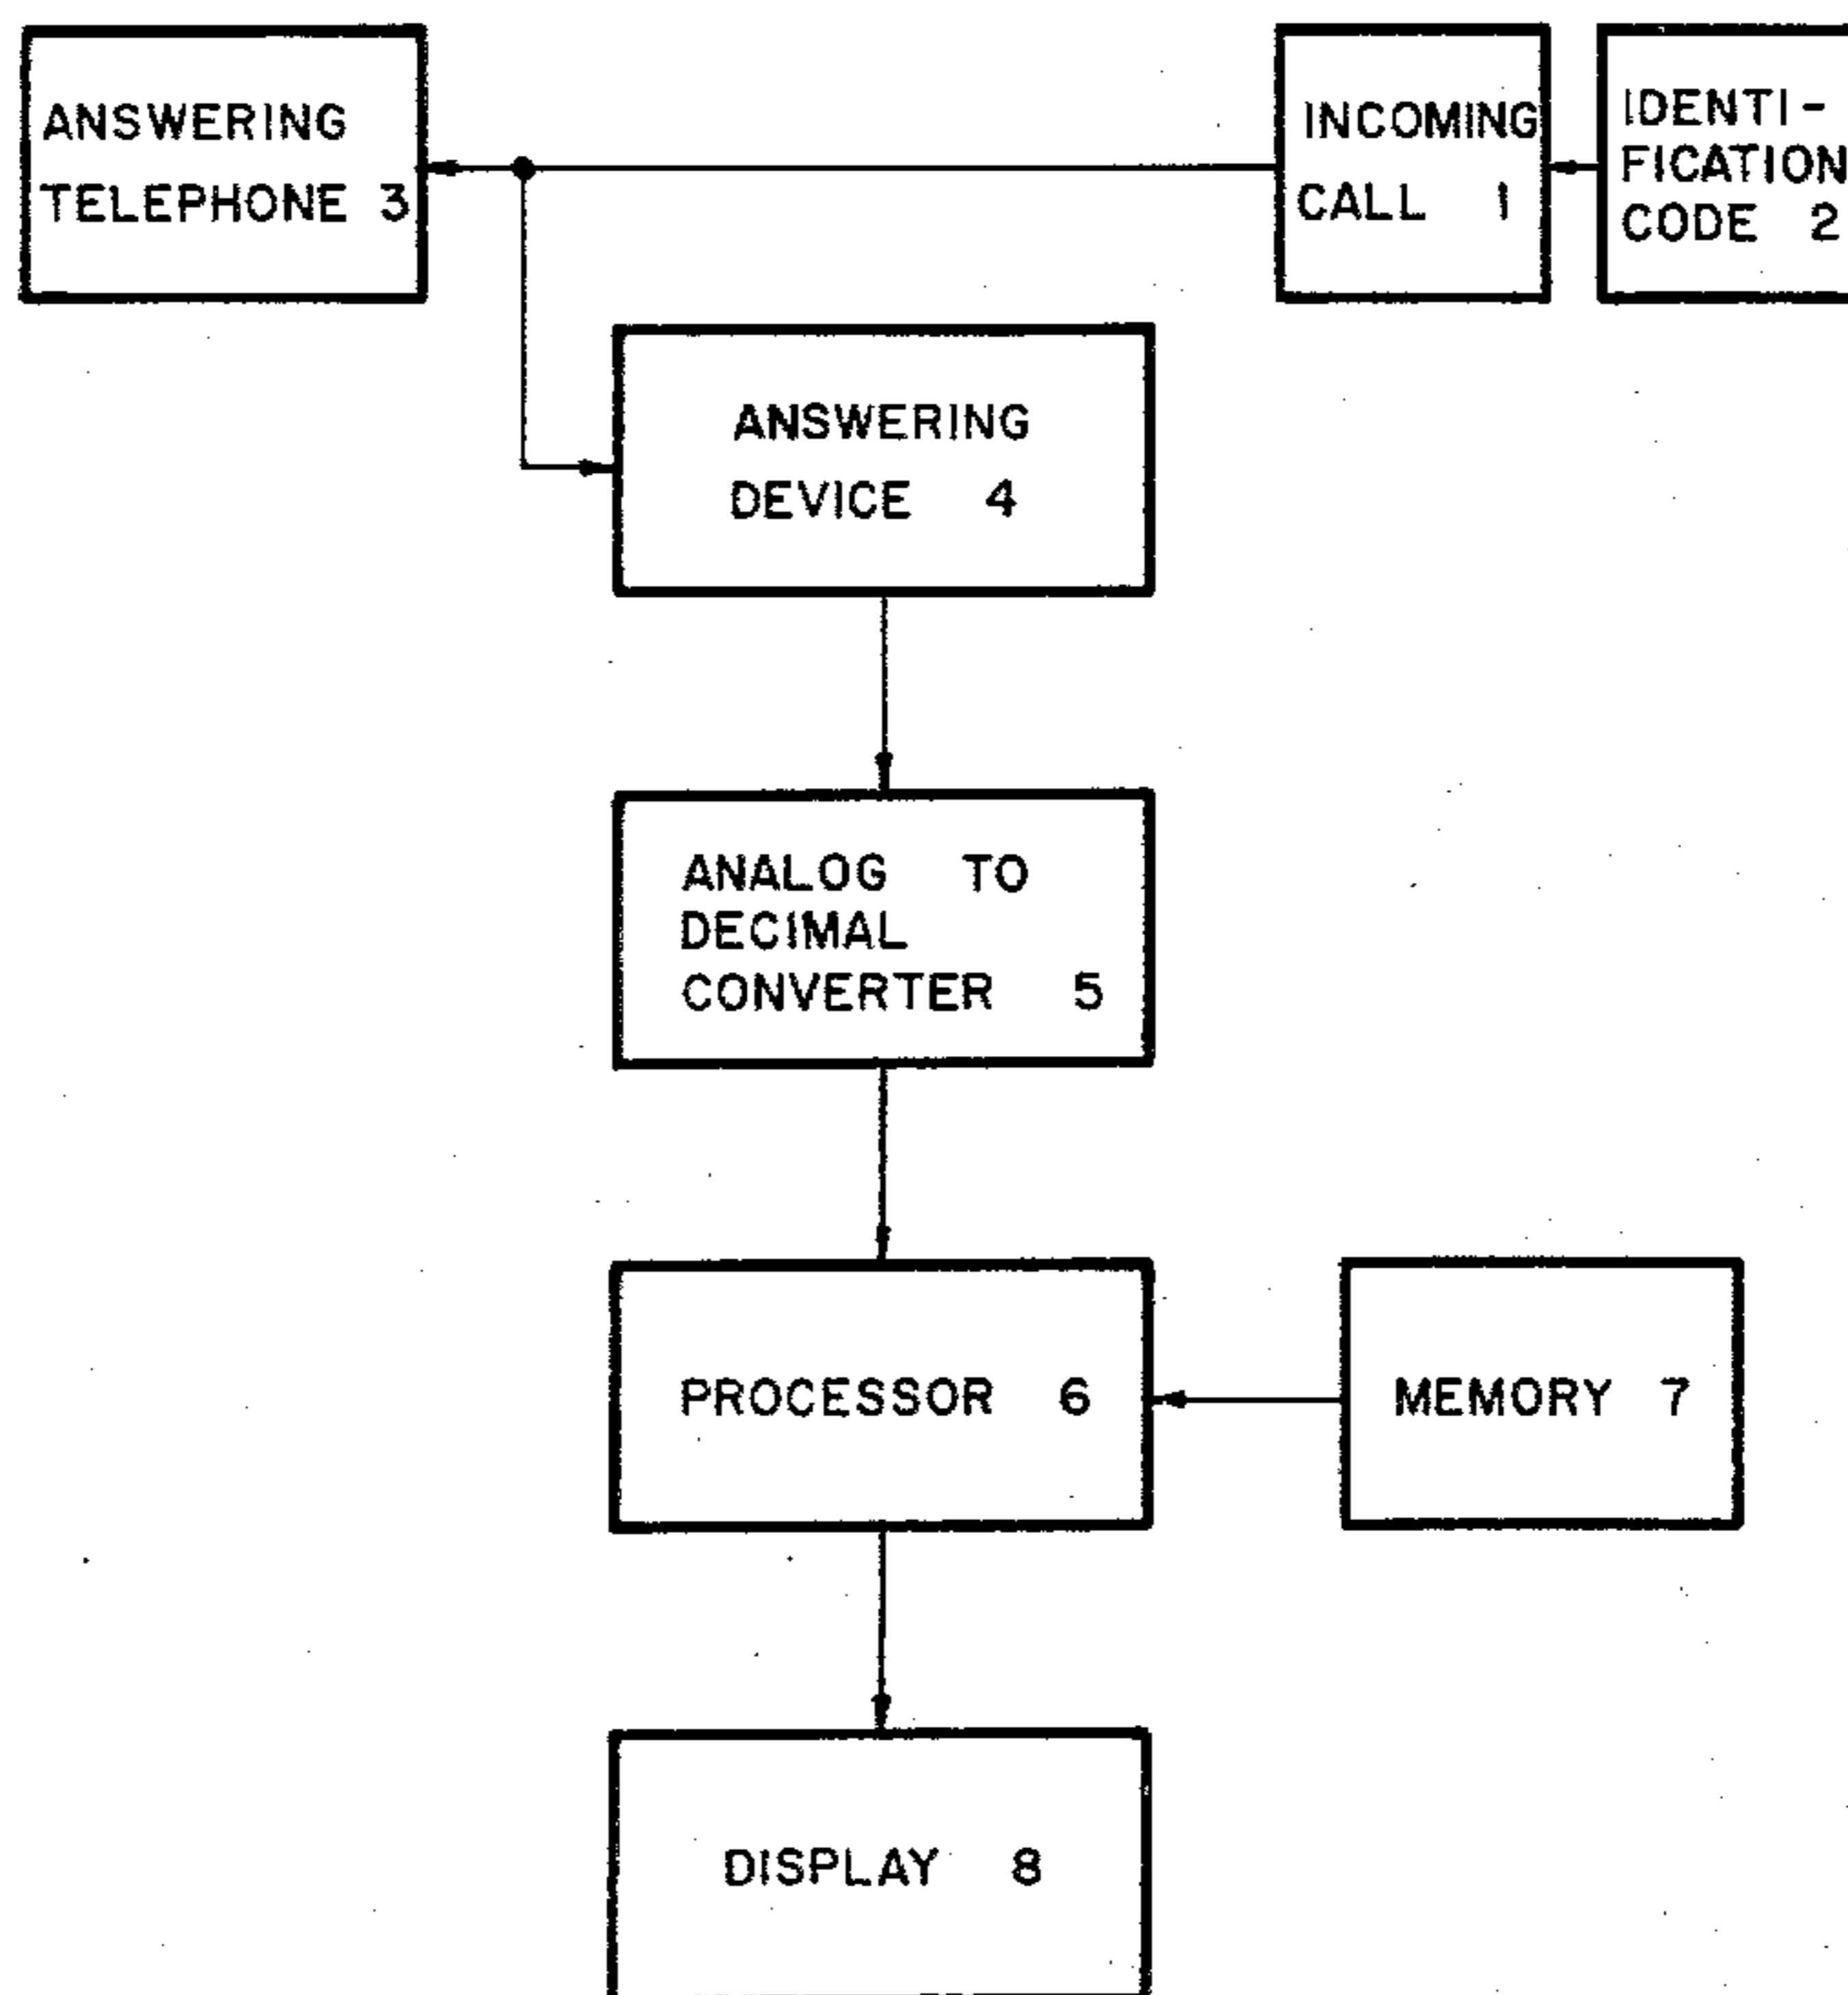 ANSWERING
TELEPHONE 3
INCOMING
CALL 1
IDENTI-
FICATION
CODE 2
ANSWERING
DEVICE 4
ANALOG TO
DECIMAL
CONVERTER 5
PROCESSOR 6
MEMORY 7
DISPLAY 8